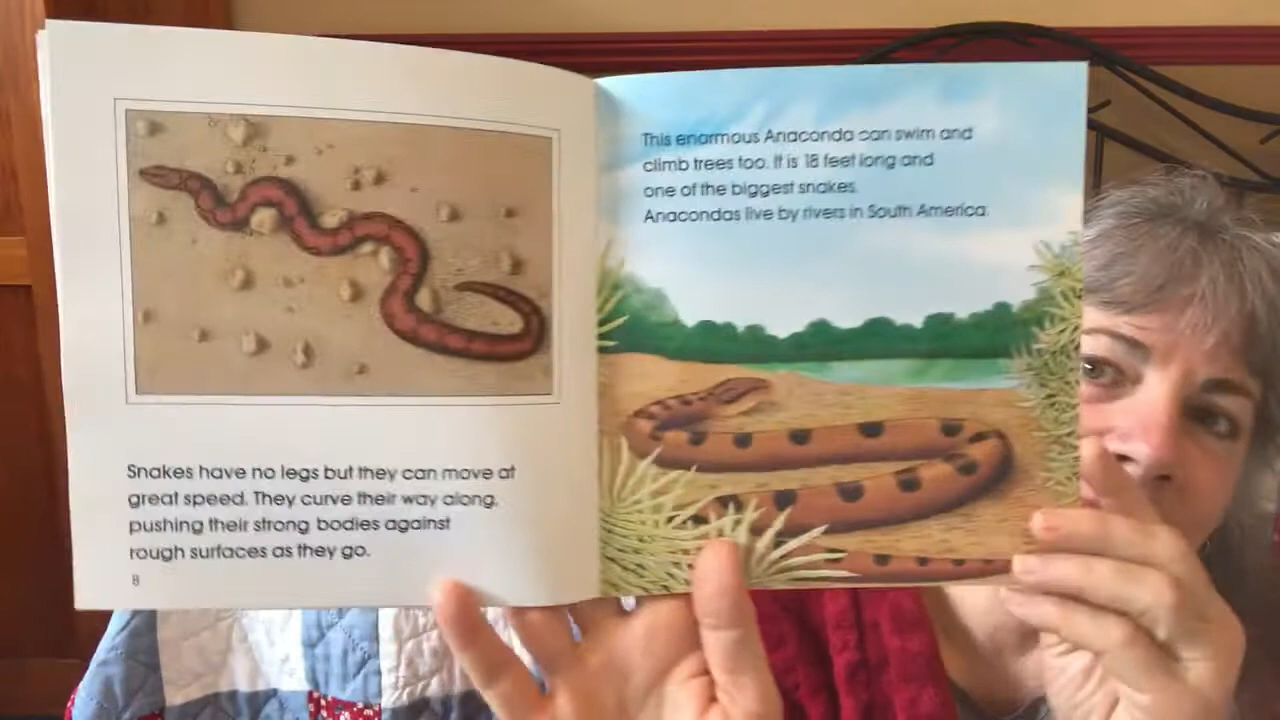 Snakes have no legs but they can move at
great speed. They curve their way along,
pushing their strong bodies against
rough surfaces as they go.
8
This enormous Anaconda can swim and
climb trees too. It is 18 feet long and
one of the biggest snakes.
Anacondas live by rivers in South America.